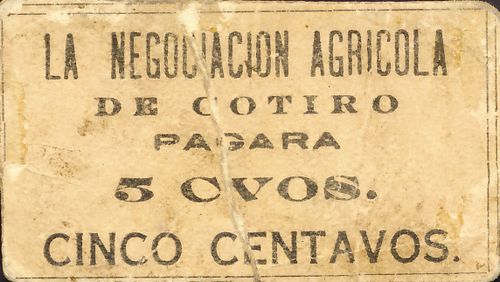 LA NEGOCIACION AGRICOLA
DE COTIRO
PAGARA
5 CVOS.
CINCO CENTAVOS.